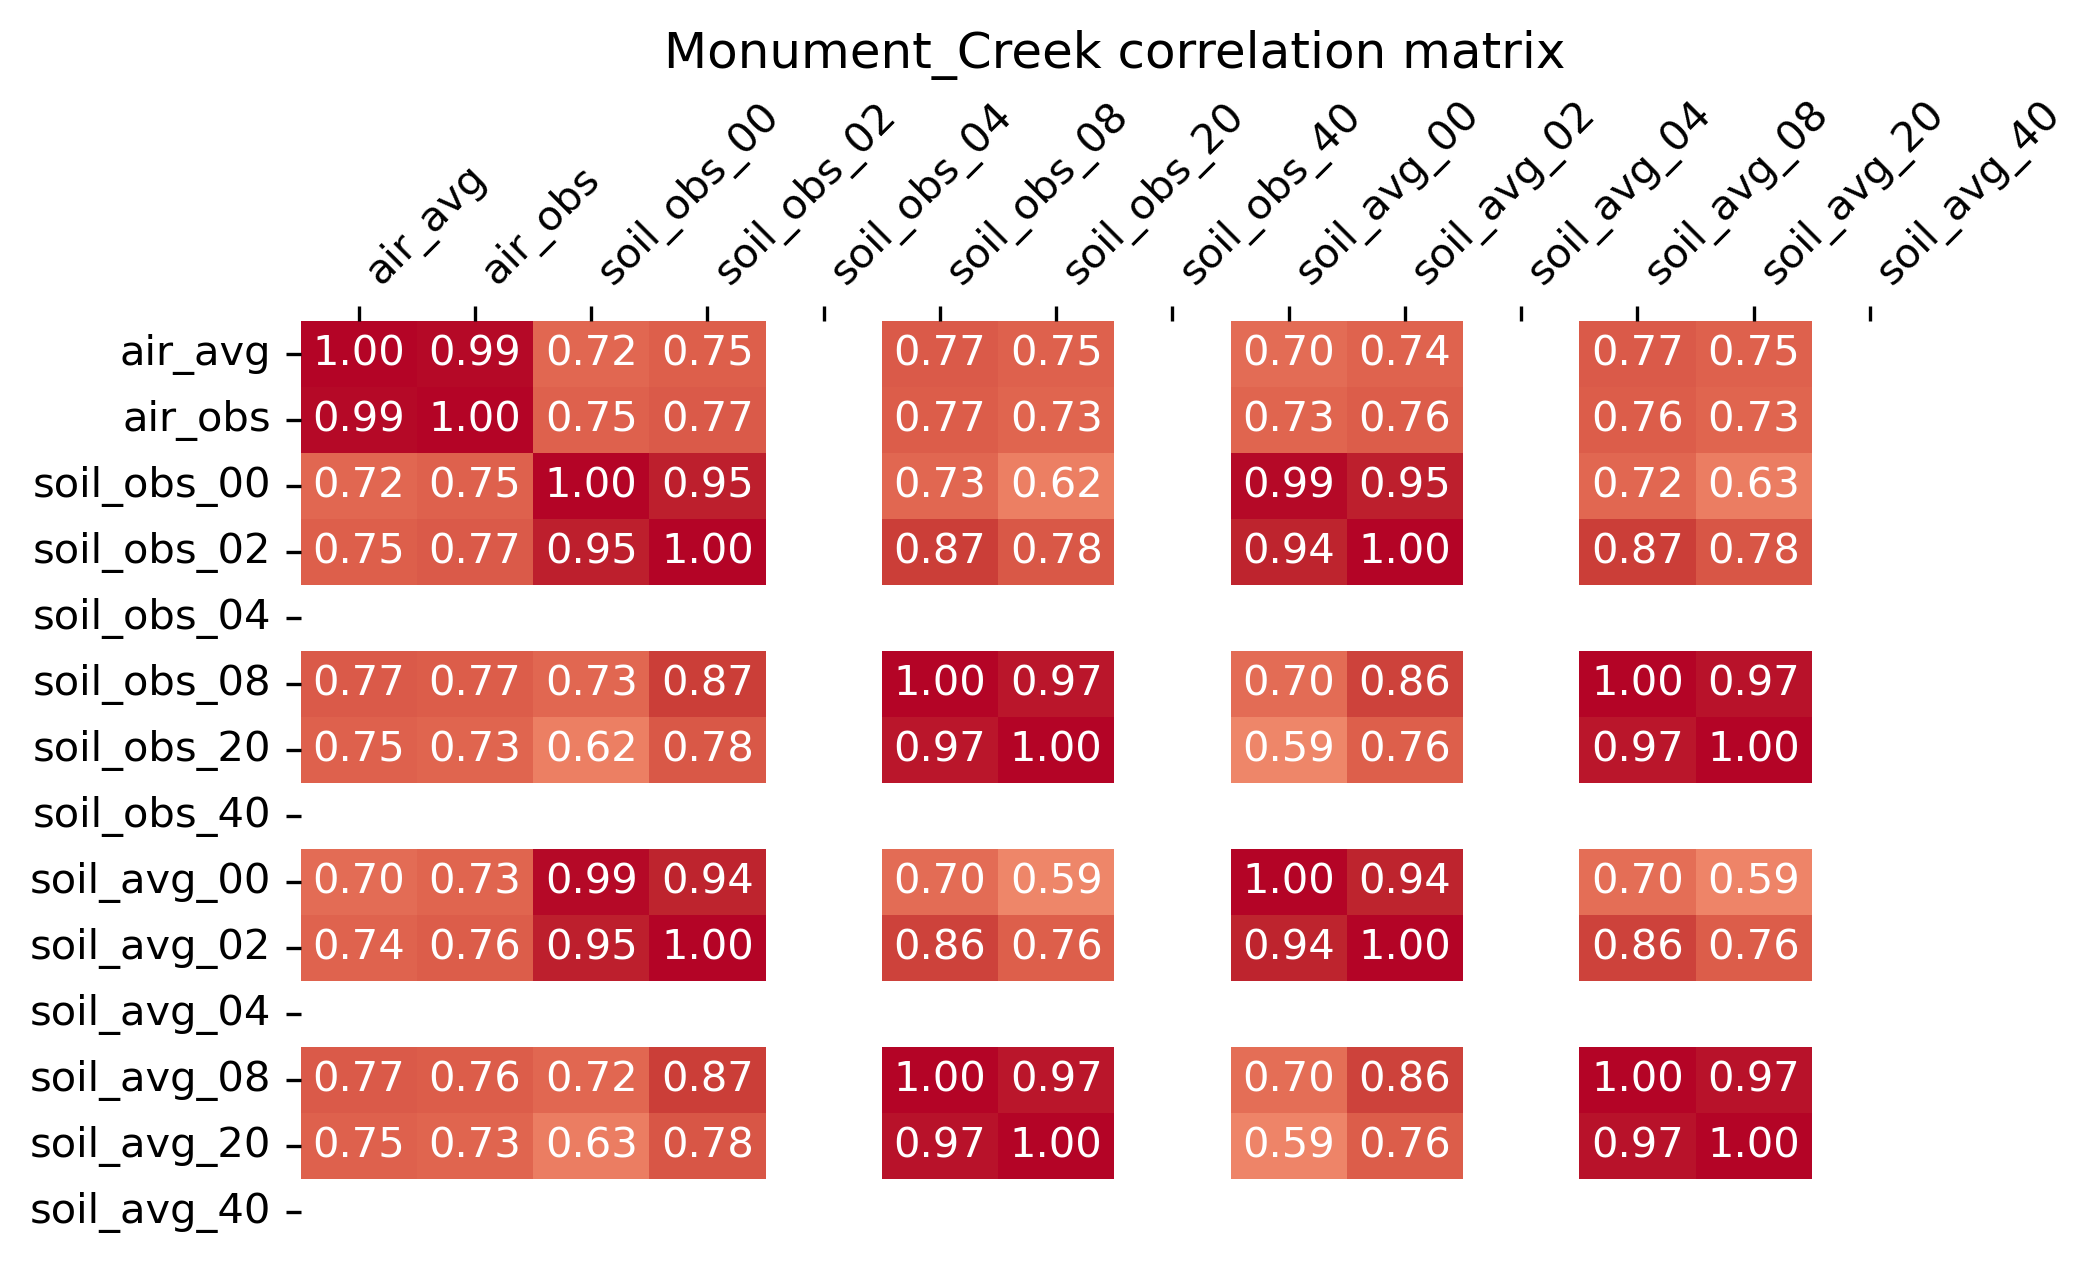 Monument_Creek correlation matrix
air_avg air_obs soil_obs_00 soil_obs_02 soil_obs_04 soil_obs_08 soil_obs_20 soil_obs_40 soil_avg_00 soil_avg_02 soil_avg_04 soil_avg_08 soil_avg_20 soil_avg_40
air_avg 1.00 0.99 0.72 0.75 0.77 0.75 0.70 0.74 0.77 0.75
air_obs 0.99 1.00 0.75 0.77 0.77 0.73 0.73 0.76 0.76 0.73
soil_obs_00 0.72 0.75 1.00 0.95 0.73 0.62 0.99 0.95 0.72 0.63
soil_obs_02 0.75 0.77 0.95 1.00 0.87 0.78 0.94 1.00 0.87 0.78
soil_obs_04
soil_obs_08 0.77 0.77 0.73 0.87 1.00 0.97 0.70 0.86 1.00 0.97
soil_obs_20 0.75 0.73 0.62 0.78 0.97 1.00 0.59 0.76 0.97 1.00
soil_obs_40
soil_avg_00 0.70 0.73 0.99 0.94 0.70 0.59 1.00 0.94 0.70 0.59
soil_avg_02 0.74 0.76 0.95 1.00 0.86 0.76 0.94 1.00 0.86 0.76
soil_avg_04
soil_avg_08 0.77 0.76 0.72 0.87 1.00 0.97 0.70 0.86 1.00 0.97
soil_avg_20 0.75 0.73 0.63 0.78 0.97 1.00 0.59 0.76 0.97 1.00
soil_avg_40